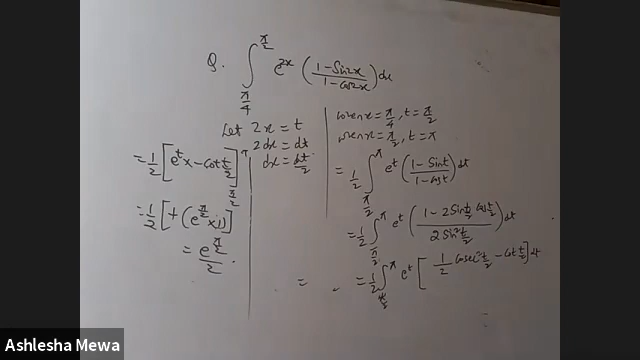 Q. ∫_{π/4}^{π/2} e^{2x} (1-Sin2x / 1-Cos2x) dx
Let 2x = t
2dx = dt
dx = dt/2
when x = π/4, t = π/2
when x = π/2, t = π
= 1/2 ∫_{π/2}^{π} e^t (1-Sint / 1-Cost) dt
= 1/2 ∫_{π/2}^{π} e^t (1-2Sin t/2 Cos t/2 / 2Sin² t/2) dt
= = 1/2 ∫_{π/2}^{π} e^t [1/2 Cosec² t/2 - Cot t/2] dt
= 1/2 [e^t x - Cot t/2]_{π/2}^{π}
= 1/2 [+(e^{π/2} x 1)]
= e^{π/2} / 2.
Ashlesha Mewa